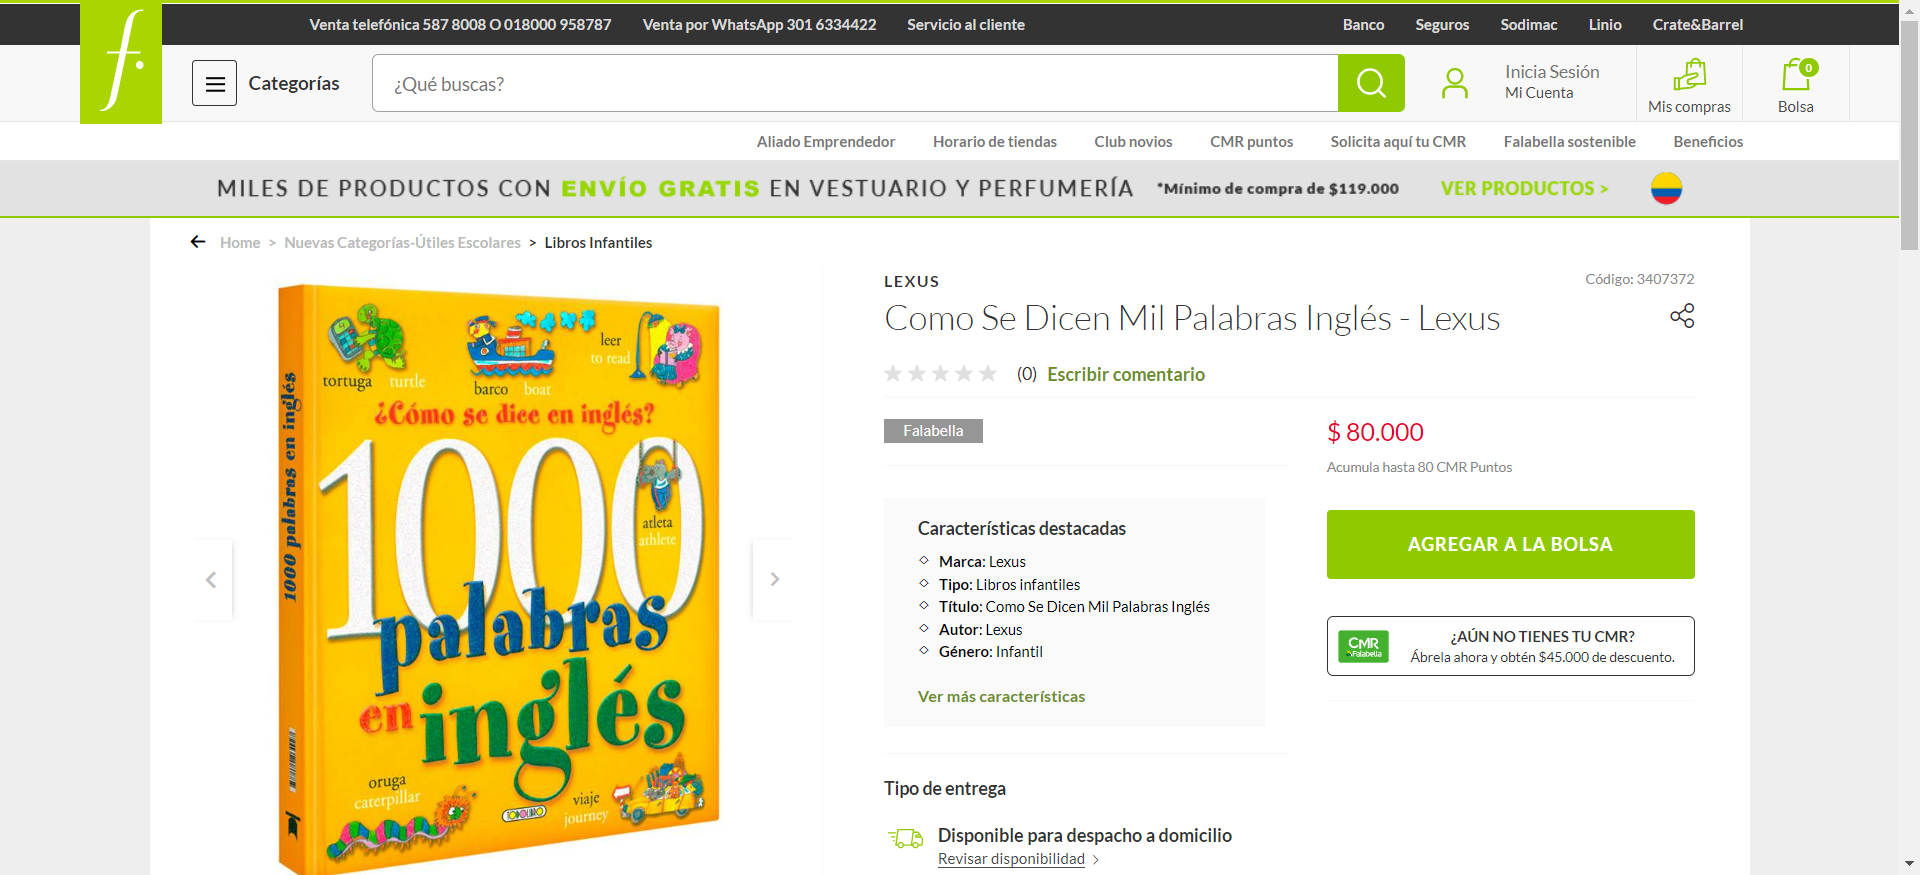 Venta telefónica 587 8008 O 018000 958787 Venta por WhatsApp 301 6334422 Servicio al cliente Banco Seguros Sodimac Linio Crate&Barrel
f.
Categorías
¿Qué buscas?
Inicia Sesión
Mi Cuenta
Mis compras
0
Bolsa
Aliado Emprendedor Horario de tiendas Club novios CMR puntos Solicita aquí tu CMR Falabella sostenible Beneficios
MILES DE PRODUCTOS CON ENVÍO GRATIS EN VESTUARIO Y PERFUMERÍA *Mínimo de compra de $119.000 VER PRODUCTOS >
Home > Nuevas Categorías-Útiles Escolares > Libros Infantiles
1000 palabras en inglés
tortuga turtle
barco boat
leer
to read
¿Cómo se dice en inglés?
1000
atleta
athlete
palabras
en inglés
oruga
caterpillar
TODOLIBRO
viaje
journey
LEXUS
Código: 3407372
Como Se Dicen Mil Palabras Inglés - Lexus
(0) Escribir comentario
Falabella
Características destacadas
Marca: Lexus
Tipo: Libros infantiles
Título: Como Se Dicen Mil Palabras Inglés
Autor: Lexus
Género: Infantil
Ver más características
$ 80.000
Acumula hasta 80 CMR Puntos
AGREGAR A LA BOLSA
CMR
Falabella
¿AÚN NO TIENES TU CMR?
Ábrela ahora y obtén $45.000 de descuento.
Tipo de entrega
Disponible para despacho a domicilio
Revisar disponibilidad >